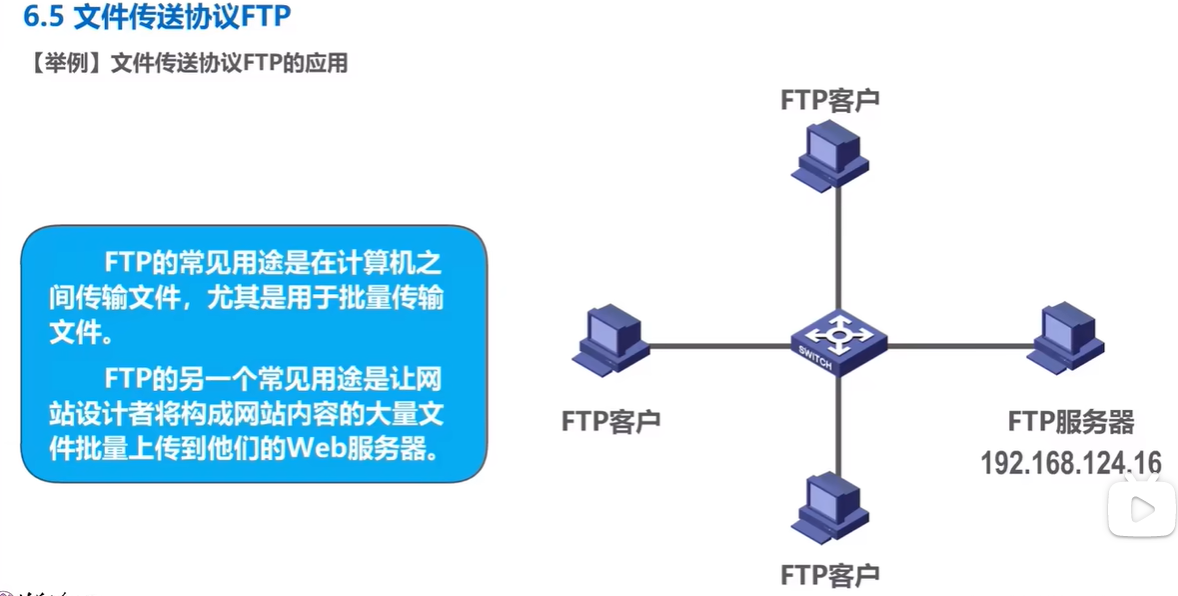 6.5 文件传送协议FTP
【举例】文件传送协议FTP的应用
FTP客户
FTP的常见用途是在计算机之
间传输文件，尤其是用于批量传输
文件。
FTP的另一个常见用途是让网
站设计者将构成网站内容的大量文
件批量上传到他们的Web服务器。
SWITCH
FTP客户
FTP服务器
192.168.124.16
FTP客户